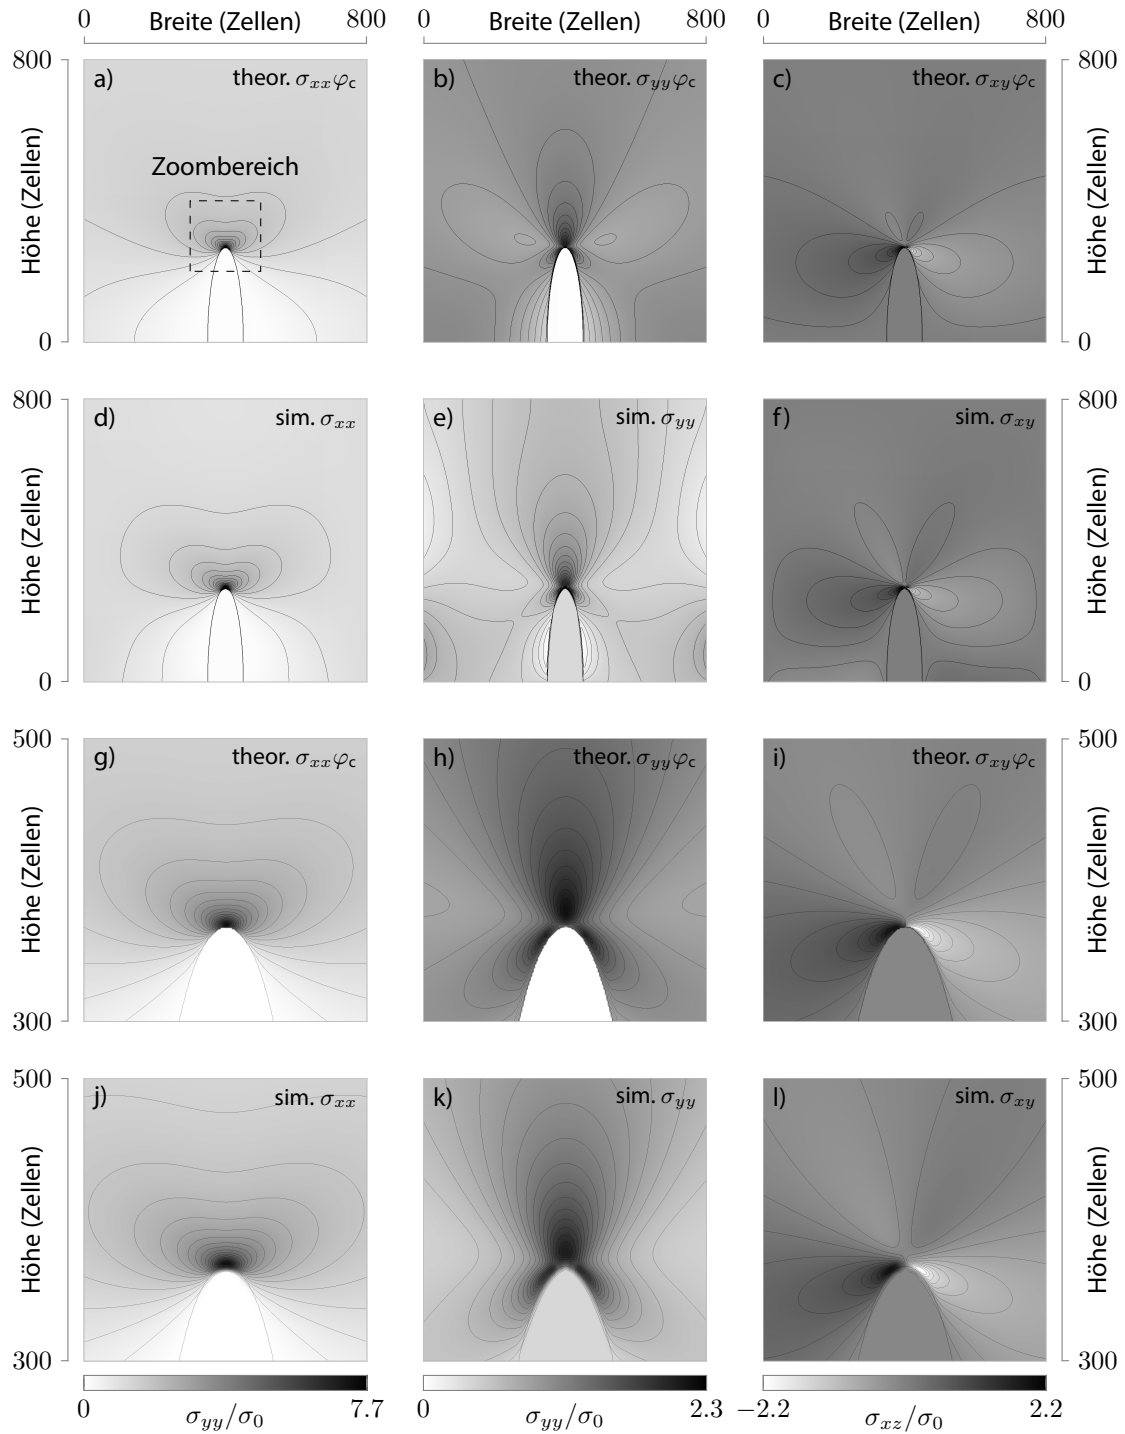 0 Breite (Zellen) 800
0 Breite (Zellen) 800
0 Breite (Zellen) 800
800 Höhe (Zellen) 0
a) theor. σxxφc
Zoombereich
b) theor. σyyφc
c) theor. σxyφc
800 Höhe (Zellen) 0
800 Höhe (Zellen) 0
d) sim. σxx
e) sim. σyy
f) sim. σxy
800 Höhe (Zellen) 0
500 Höhe (Zellen) 300
g) theor. σxxφc
h) theor. σyyφc
i) theor. σxyφc
500 Höhe (Zellen) 300
500 Höhe (Zellen) 300
j) sim. σxx
k) sim. σyy
l) sim. σxy
500 Höhe (Zellen) 300
0 σyy/σ0 7.7
0 σyy/σ0 2.3
−2.2 σxz/σ0 2.2